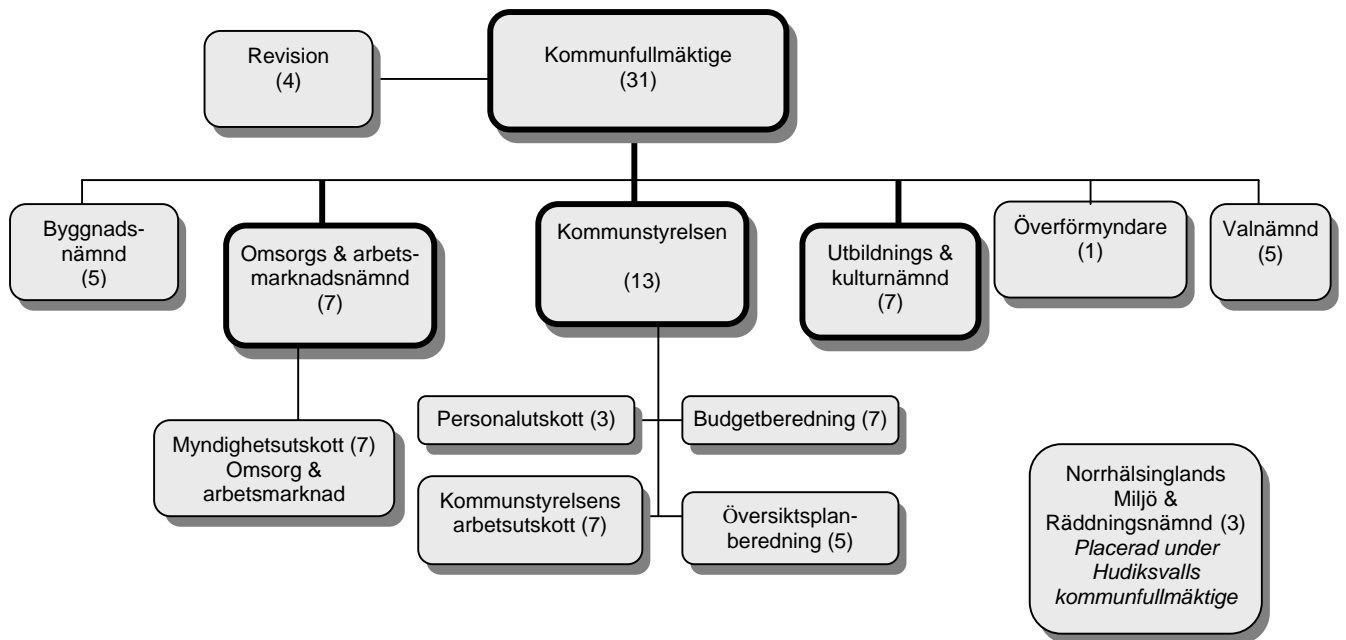 Revision
(4)
Kommunfullmäktige
(31)
Byggnads-
nämnd
(5)
Omsorgs & arbets-
marknadsnämnd
(7)
Kommunstyrelsen
(13)
Utbildnings &
kulturnämnd
(7)
Överförmyndare
(1)
Valnämnd
(5)
Myndighetsutskott (7)
Omsorg &
arbetsmarknad
Personalutskott (3)
Budgetberedning (7)
Kommunstyrelsens
arbetsutskott (7)
Översiktsplan-
beredning (5)
Norrhälsinglands
Miljö &
Räddningsnämnd (3)
Placerad under
Hudiksvalls
kommunfullmäktige